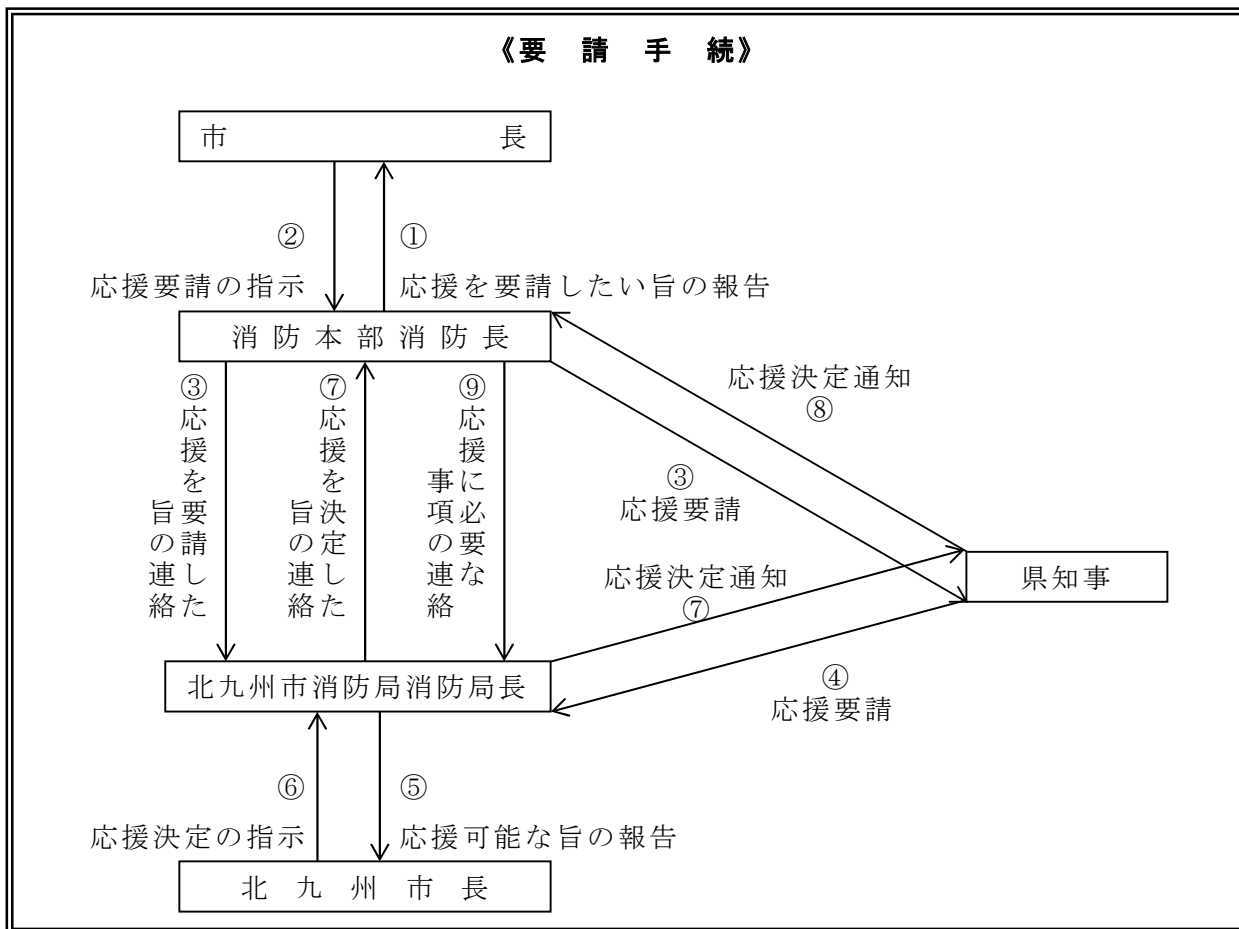 《要 請 手 続》
市 長
②
①
応援要請の指示
応援を要請したい旨の報告
消防本部消防長
③応援を要請した
旨の連絡
⑦応援を決定した
旨の連絡
⑨応援に必要な
事項の連絡
応援決定通知
⑧
③
応援要請
応援決定通知
⑦
県知事
④
応援要請
北九州市消防局消防局長
⑥
⑤
応援決定の指示
応援可能な旨の報告
北九州市長